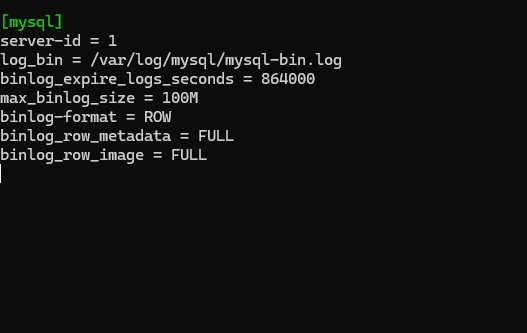 [mysql]
server-id = 1
log_bin = /var/log/mysql/mysql-bin.log
binlog_expire_logs_seconds = 864000
max_binlog_size = 100M
binlog-format = ROW
binlog_row_metadata = FULL
binlog_row_image = FULL